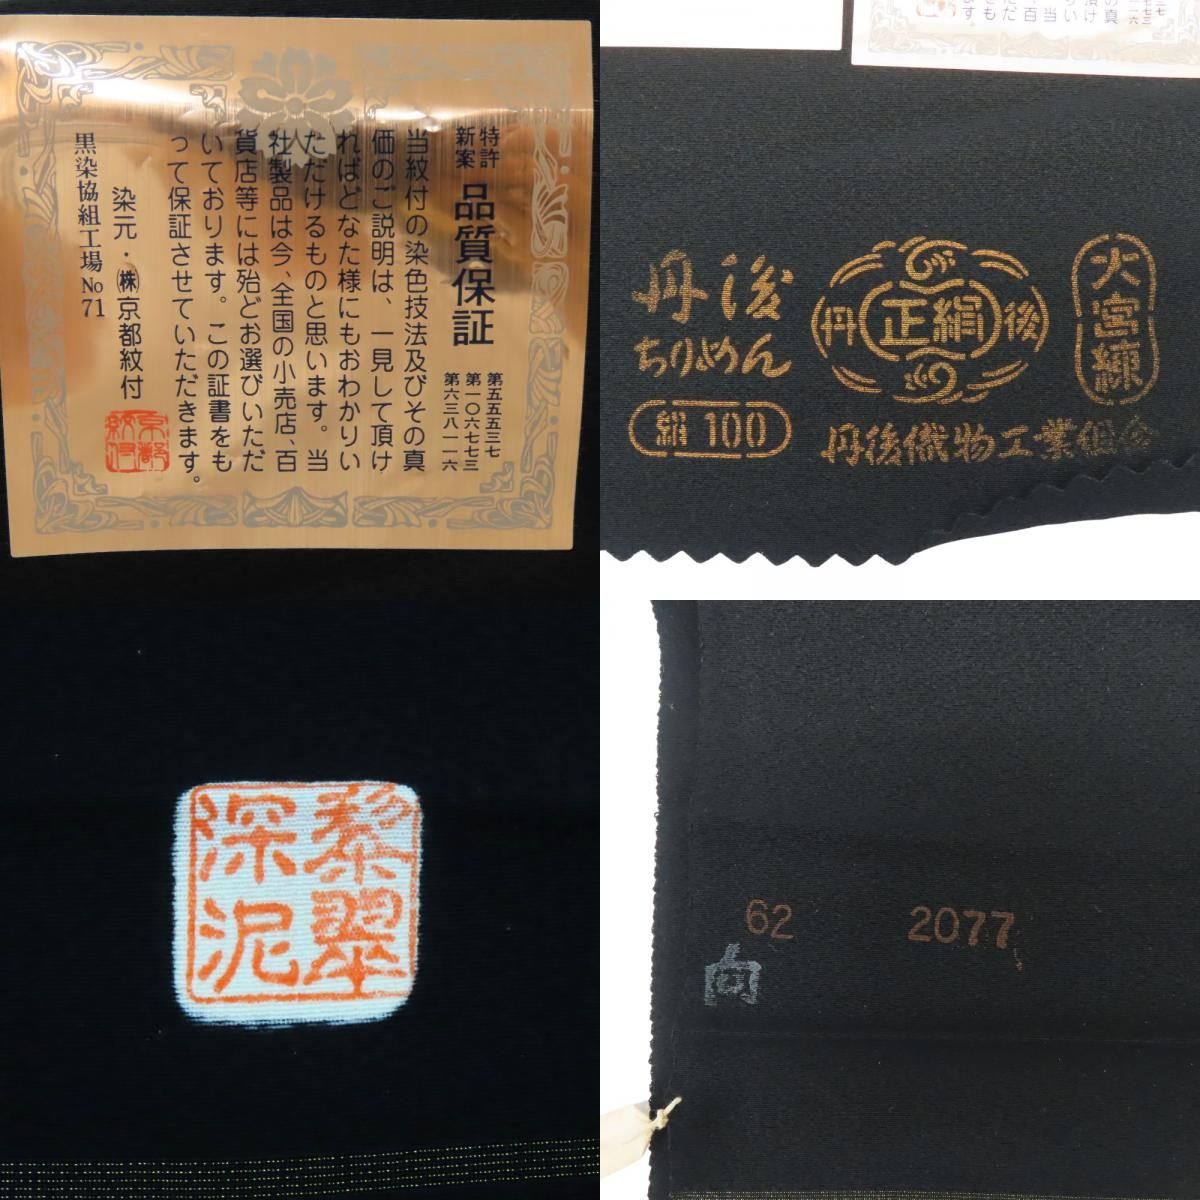 特許
新案
品質保証
第五五五三七
第一〇六七七三
第六三八一一六
当紋付の染色技法及びその真
価のご説明は、一見して頂け
ればどなた様にもおわかりい
ただけるものと思います。当
社製品は今、全国の小売店、百
貨店等には殆どお選びいただ
いております。この証書をも
って保証させていただきます。
染元・㈱京都紋付
黒染協組工場No71
京都
紋付
丹後
ちりめん
絹100
丹 正絹 後
大宮練
丹後織物工業組合
黎翠
深泥
62 2077
向